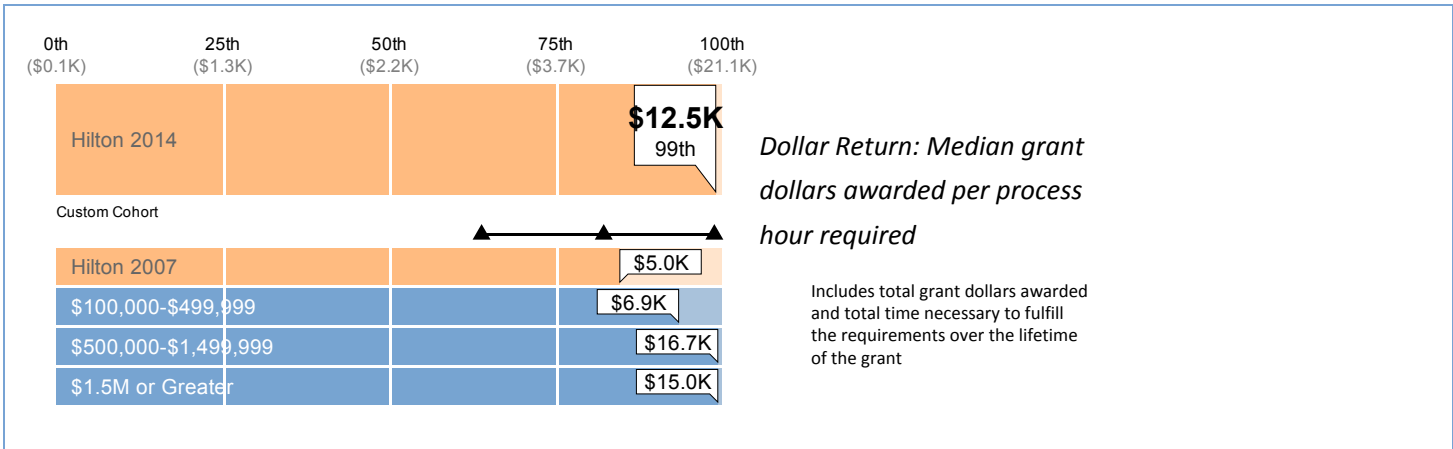 0th 25th 50th 75th 100th
($0.1K) ($1.3K) ($2.2K) ($3.7K) ($21.1K)
Hilton 2014
$12.5K
99th
Custom Cohort
Hilton 2007 $5.0K
$100,000-$499,999 $6.9K
$500,000-$1,499,999 $16.7K
$1.5M or Greater $15.0K
Dollar Return: Median grant
dollars awarded per process
hour required
Includes total grant dollars awarded
and total time necessary to fulfill
the requirements over the lifetime
of the grant